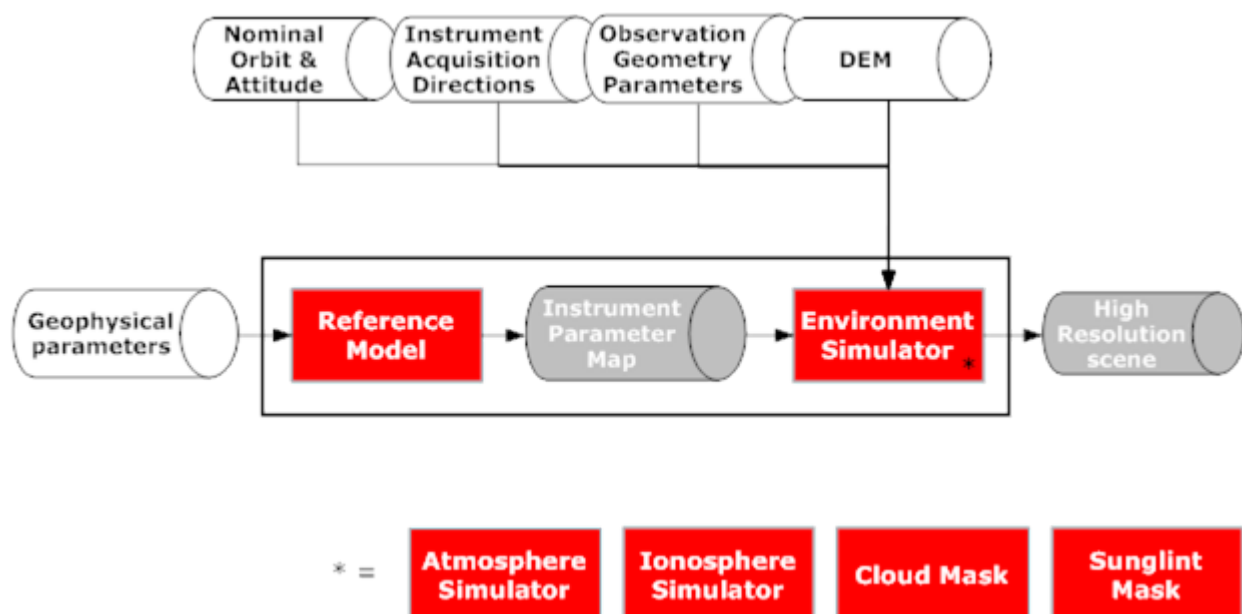 Nominal
Orbit &
Attitude
Instrument
Acquisition
Directions
Observation
Geometry
Parameters
DEM
Geophysical
parameters
Reference
Model
Instrument
Parameter
Map
Environment
Simulator
*
High
Resolution
scene
* =
Atmosphere
Simulator
Ionosphere
Simulator
Cloud Mask
Sunglint
Mask